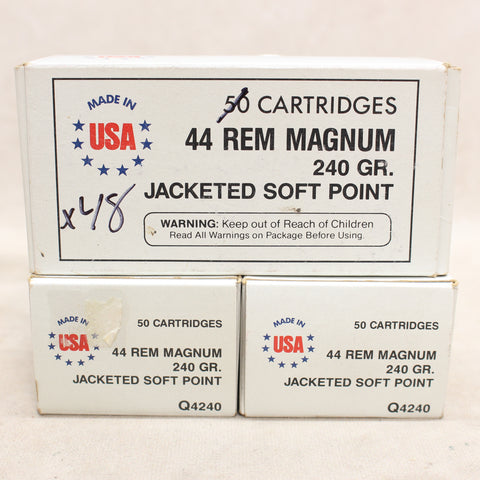 MADE IN
USA
50 CARTRIDGES
44 REM MAGNUM
240 GR.
JACKETED SOFT POINT
x48
WARNING: Keep out of Reach of Children
Read All Warnings on Package Before Using.
MADE IN
USA
50 CARTRIDGES
44 REM MAGNUM
240 GR.
JACKETED SOFT POINT
Q4240
MADE IN
USA
50 CARTRIDGES
44 REM MAGNUM
240 GR.
JACKETED SOFT POINT
Q4240